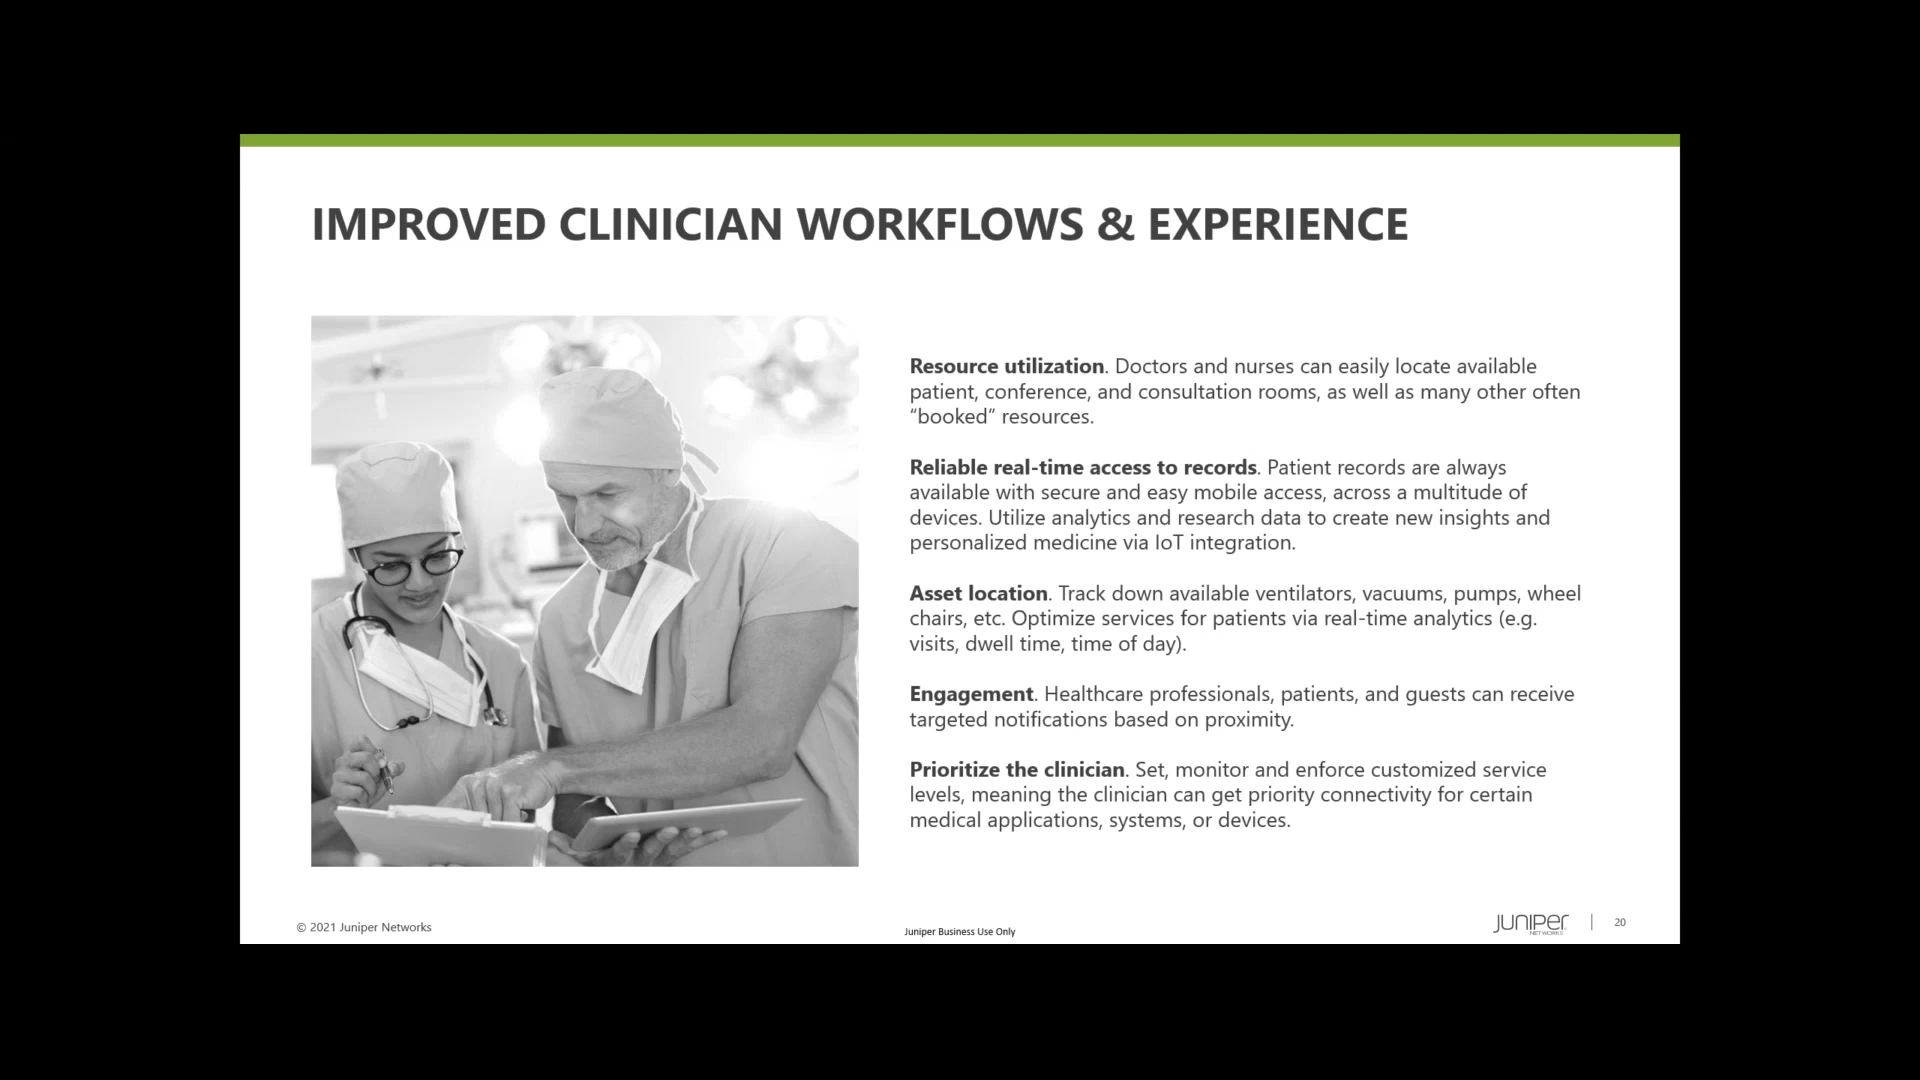 IMPROVED CLINICIAN WORKFLOWS & EXPERIENCE
Resource utilization. Doctors and nurses can easily locate available
patient, conference, and consultation rooms, as well as many other often
“booked” resources.
Reliable real-time access to records. Patient records are always
available with secure and easy mobile access, across a multitude of
devices. Utilize analytics and research data to create new insights and
personalized medicine via IoT integration.
Asset location. Track down available ventilators, vacuums, pumps, wheel
chairs, etc. Optimize services for patients via real-time analytics (e.g.
visits, dwell time, time of day).
Engagement. Healthcare professionals, patients, and guests can receive
targeted notifications based on proximity.
Prioritize the clinician. Set, monitor and enforce customized service
levels, meaning the clinician can get priority connectivity for certain
medical applications, systems, or devices.
© 2021 Juniper Networks
Juniper Business Use Only
JUNIPEr
NETWORKS
20